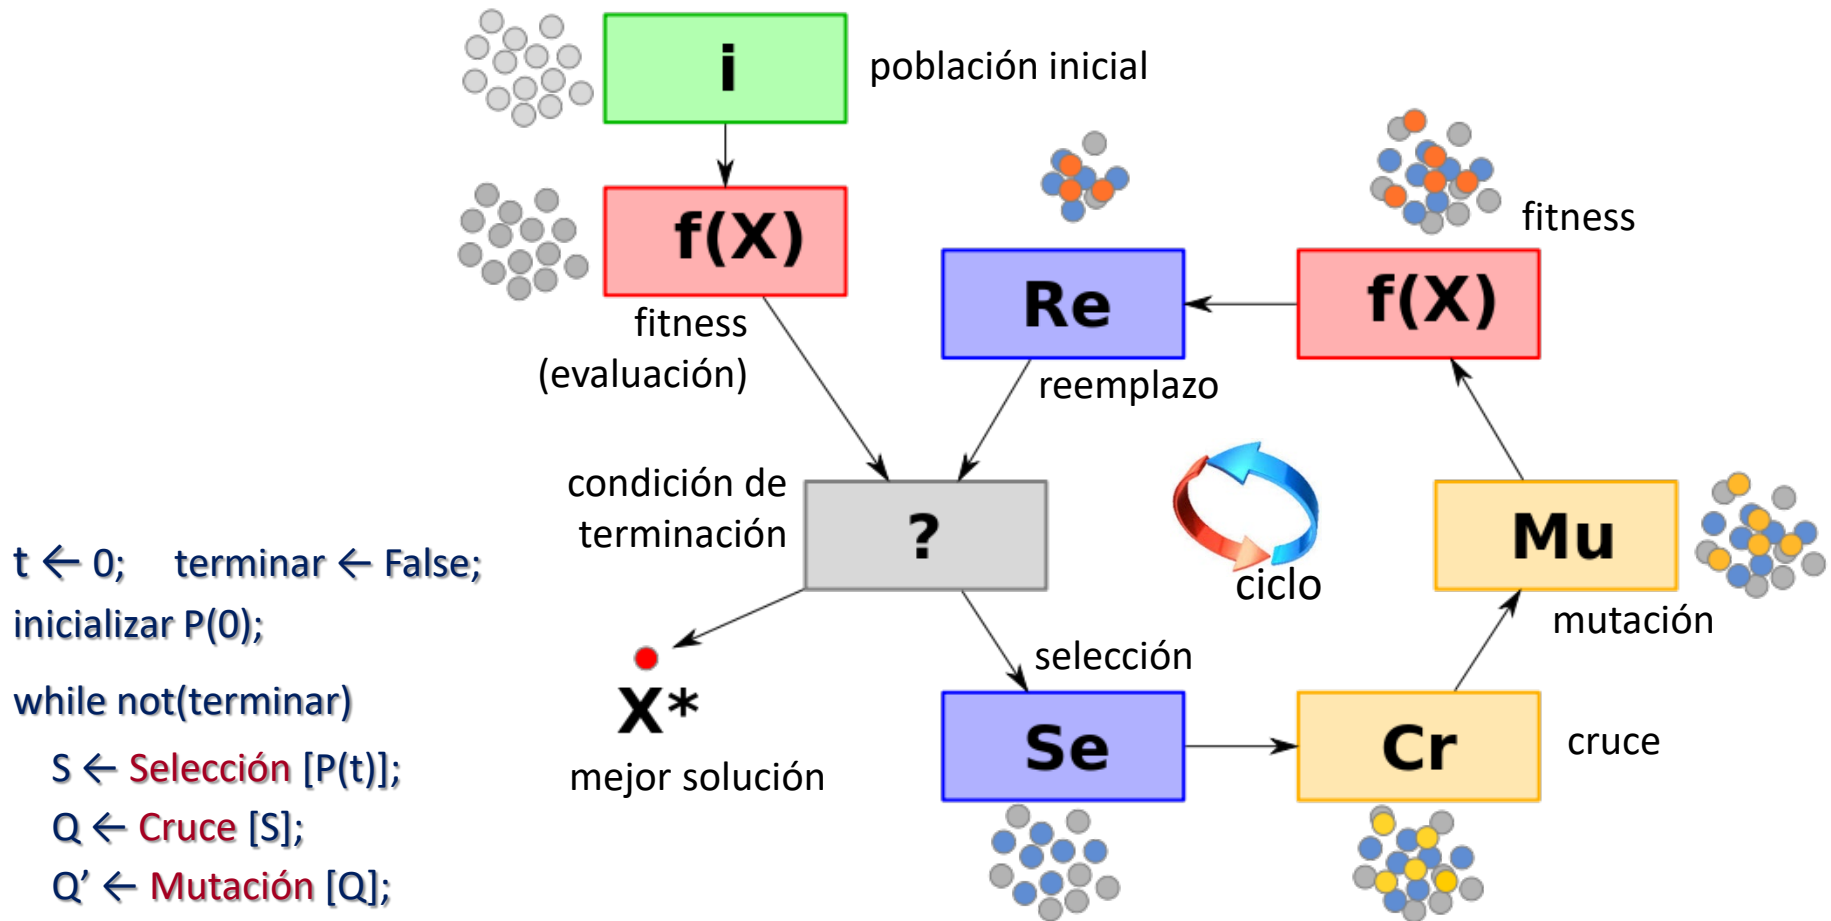 i
población inicial
f(X)
fitness
(evaluación)
Re
reemplazo
f(X)
fitness
condición de
terminación
?
ciclo
Mu
mutación
X*
mejor solución
selección
Se
Cr
cruce
t ← 0; terminar ← False;
inicializar P(0);
while not(terminar)
S ← Selección [P(t)];
Q ← Cruce [S];
Q’ ← Mutación [Q];